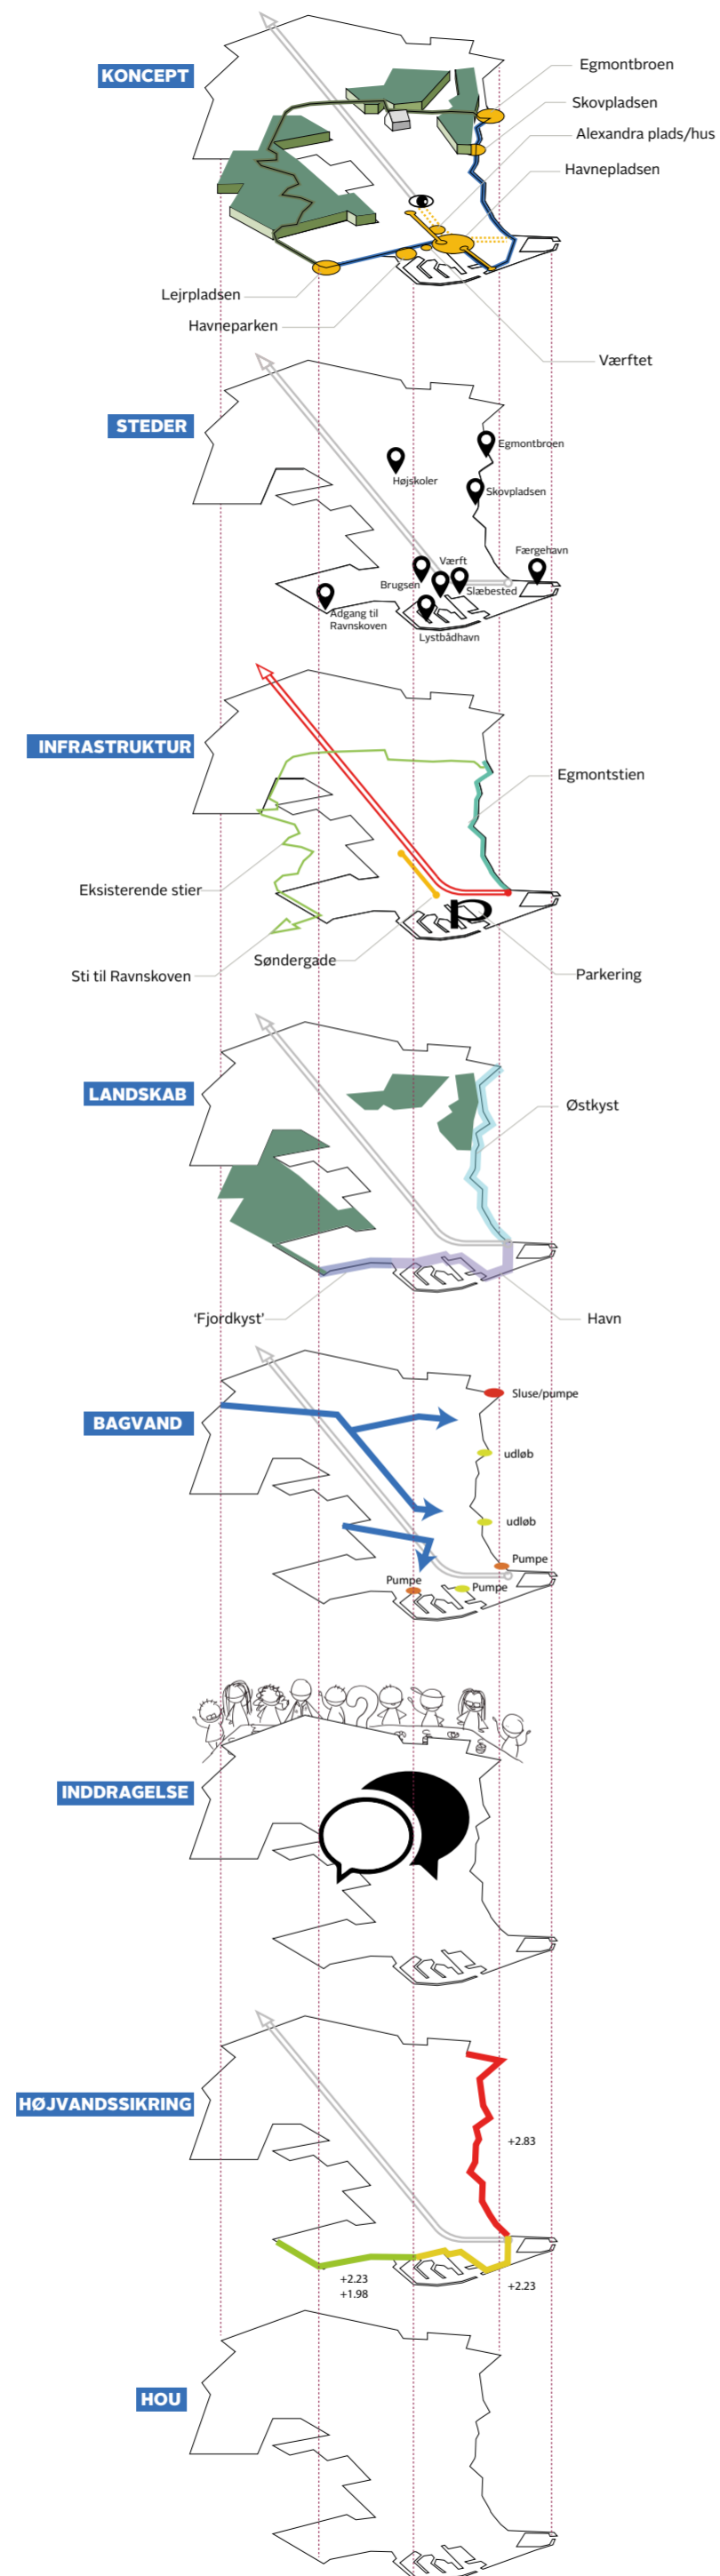 KONCEPT
Egmontbroen
Skovpladsen
Alexandra plads/hus
Havnepladsen
Lejrpladsen
Havneparken
Værftet
STEDER
Egmontbroen
Højskoler
Skovpladsen
Færgehavn
Værft
Brugsen
Slæbested
Adgang til
Ravnskoven
Lystbådhavn
INFRASTRUKTUR
Egmontstien
Eksisterende stier
Søndergade
Sti til Ravnskoven
P
Parkering
LANDSKAB
Østkyst
'Fjordkyst'
Havn
BAGVAND
Sluse/pumpe
udløb
udløb
Pumpe
Pumpe
Pumpe
INDDRAGELSE
HØJVANDSSIKRING
+2.83
+2.23
+1.98
+2.23
HOU